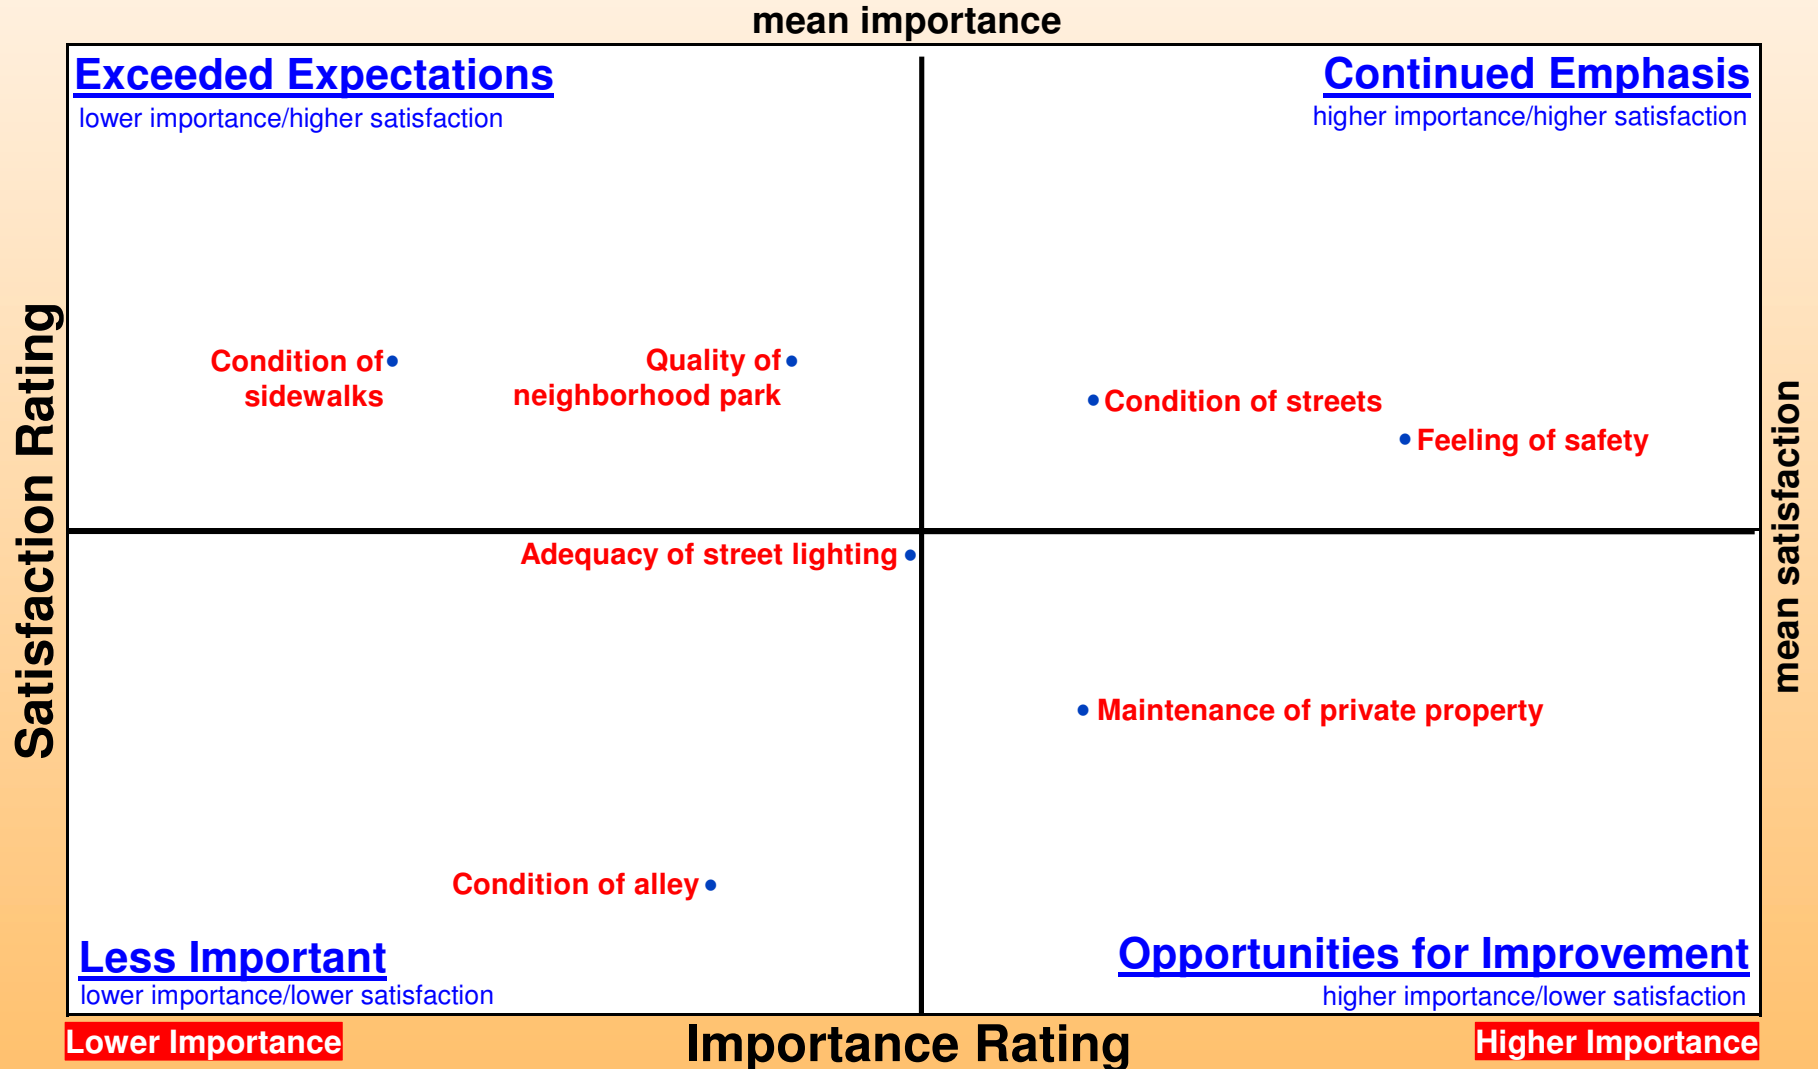 mean importance
Exceeded Expectations
lower importance/higher satisfaction
Continued Emphasis
higher importance/higher satisfaction
Satisfaction Rating
mean satisfaction
Condition of
sidewalks
Quality of
neighborhood park
Condition of streets
Feeling of safety
Adequacy of street lighting
Maintenance of private property
Condition of alley
Less Important
lower importance/lower satisfaction
Opportunities for Improvement
higher importance/lower satisfaction
Lower Importance
Importance Rating
Higher Importance